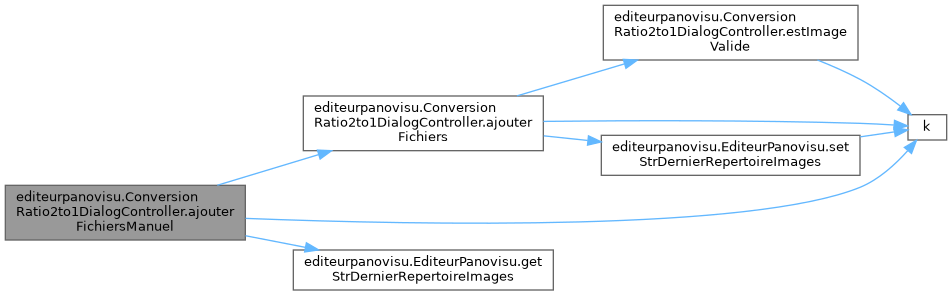 editeurpanovisu.Conversion
Ratio2to1DialogController.estImage
Valide
editeurpanovisu.Conversion
Ratio2to1DialogController.ajouter
Fichiers
k
editeurpanovisu.EditeurPanovisu.set
StrDernierRepertoireImages
editeurpanovisu.Conversion
Ratio2to1DialogController.ajouter
FichiersManuel
editeurpanovisu.EditeurPanovisu.get
StrDernierRepertoireImages